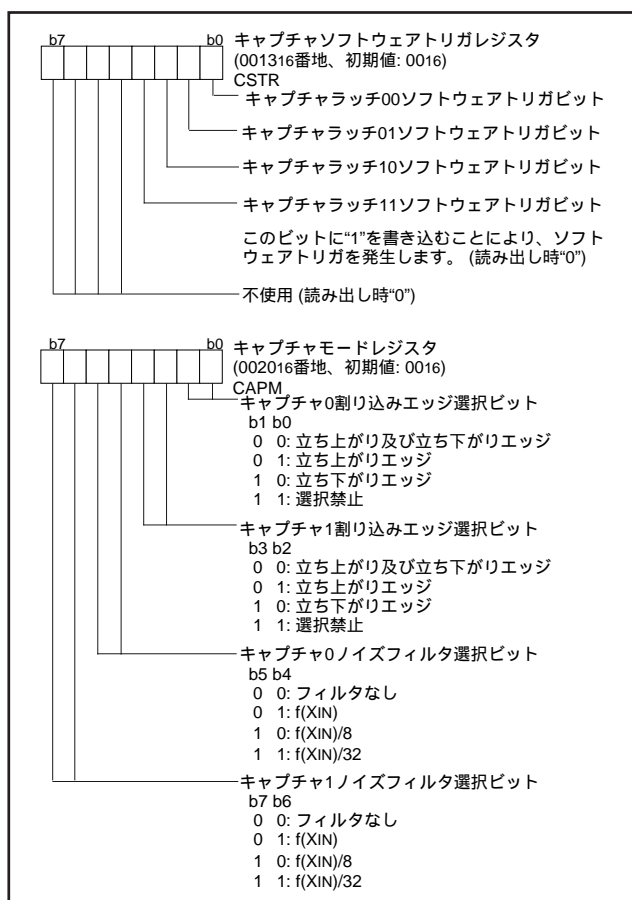 b7 b0 キャプチャソフトウェアトリガレジスタ
(001316番地、初期値: 0016)
CSTR
キャプチャラッチ00ソフトウェアトリガビット
キャプチャラッチ01ソフトウェアトリガビット
キャプチャラッチ10ソフトウェアトリガビット
キャプチャラッチ11ソフトウェアトリガビット
このビットに“1”を書き込むことにより、ソフト
ウェアトリガを発生します。 (読み出し時“0”)
不使用 (読み出し時“0”)
b7 b0 キャプチャモードレジスタ
(002016番地、初期値: 0016)
CAPM
キャプチャ0割り込みエッジ選択ビット
b1 b0
0 0: 立ち上がり及び立ち下がりエッジ
0 1: 立ち上がりエッジ
1 0: 立ち下がりエッジ
1 1: 選択禁止
キャプチャ1割り込みエッジ選択ビット
b3 b2
0 0: 立ち上がり及び立ち下がりエッジ
0 1: 立ち上がりエッジ
1 0: 立ち下がりエッジ
1 1: 選択禁止
キャプチャ0ノイズフィルタ選択ビット
b5 b4
0 0: フィルタなし
0 1: f(XIN)
1 0: f(XIN)/8
1 1: f(XIN)/32
キャプチャ1ノイズフィルタ選択ビット
b7 b6
0 0: フィルタなし
0 1: f(XIN)
1 0: f(XIN)/8
1 1: f(XIN)/32